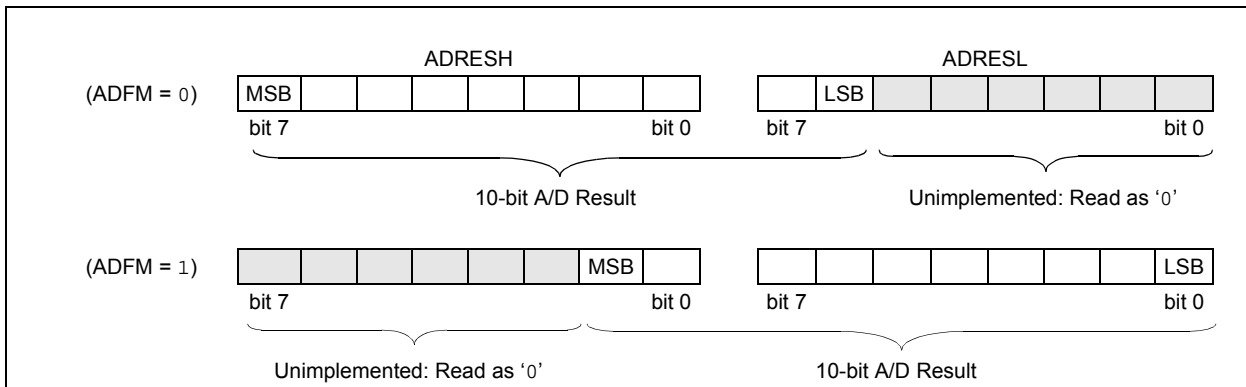 ADRESH ADRESL
(ADFM = 0) MSB LSB
bit 7 bit 0 bit 7 bit 0
10-bit A/D Result Unimplemented: Read as ‘0’
(ADFM = 1) MSB LSB
bit 7 bit 0 bit 7 bit 0
Unimplemented: Read as ‘0’ 10-bit A/D Result